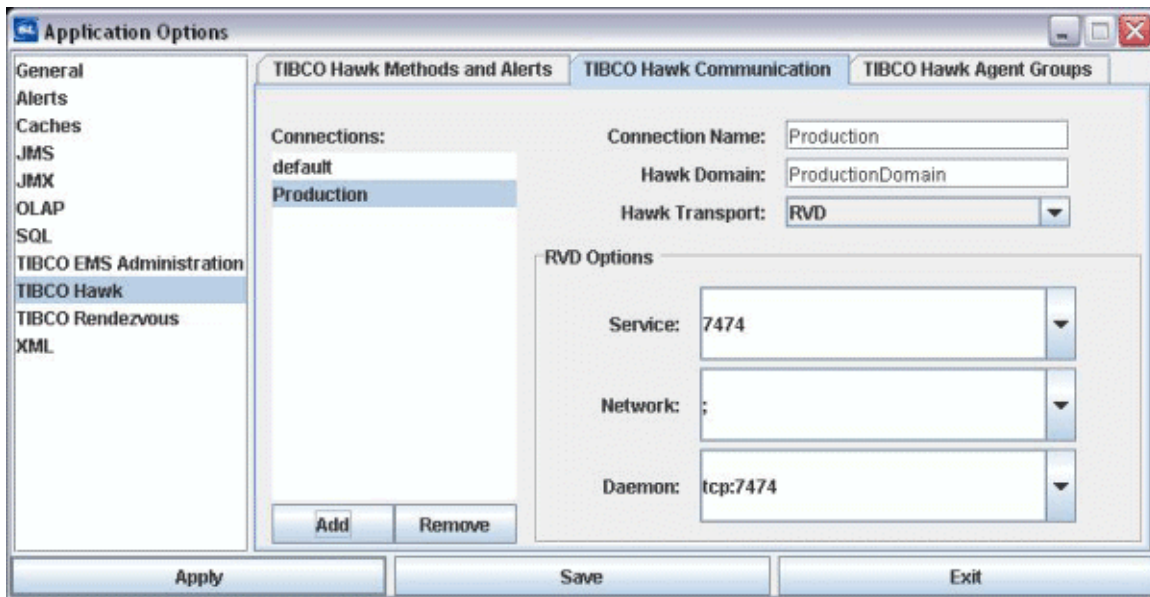 Application Options
General
Alerts
Caches
JMS
JMX
OLAP
SQL
TIBCO EMS Administration
TIBCO Hawk
TIBCO Rendezvous
XML
TIBCO Hawk Methods and Alerts
TIBCO Hawk Communication
TIBCO Hawk Agent Groups
Connections:
default
Production
Add
Remove
Connection Name: Production
Hawk Domain: ProductionDomain
Hawk Transport: RVD
RVD Options
Service: 7474
Network: ;
Daemon: tcp:7474
Apply
Save
Exit